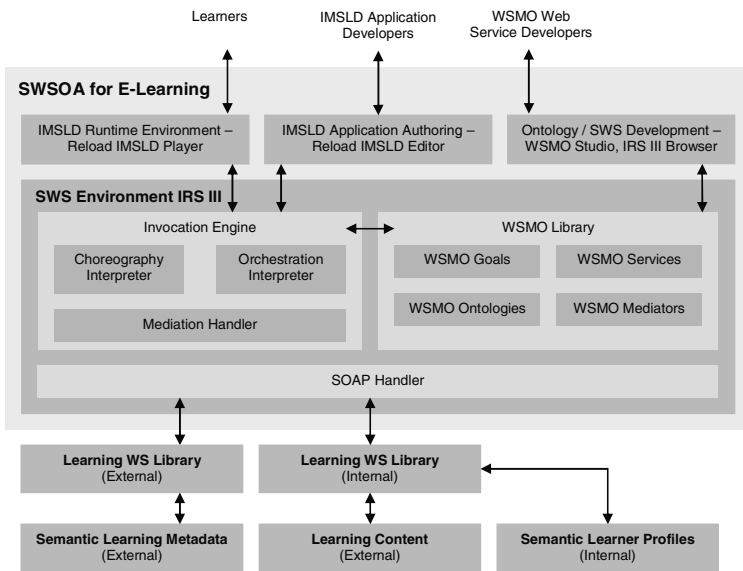 Learners
IMSLD Application
Developers
WSMO Web
Service Developers
SWSOA for E-Learning
IMSLD Runtime Environment –
Reload IMSLD Player
IMSLD Application Authoring –
Reload IMSLD Editor
Ontology / SWS Development –
WSMO Studio, IRS III Browser
SWS Environment IRS III
Invocation Engine
Choreography
Interpreter
Orchestration
Interpreter
Mediation Handler
WSMO Library
WSMO Goals
WSMO Services
WSMO Ontologies
WSMO Mediators
SOAP Handler
Learning WS Library
(External)
Learning WS Library
(Internal)
Semantic Learning Metadata
(External)
Learning Content
(External)
Semantic Learner Profiles
(Internal)